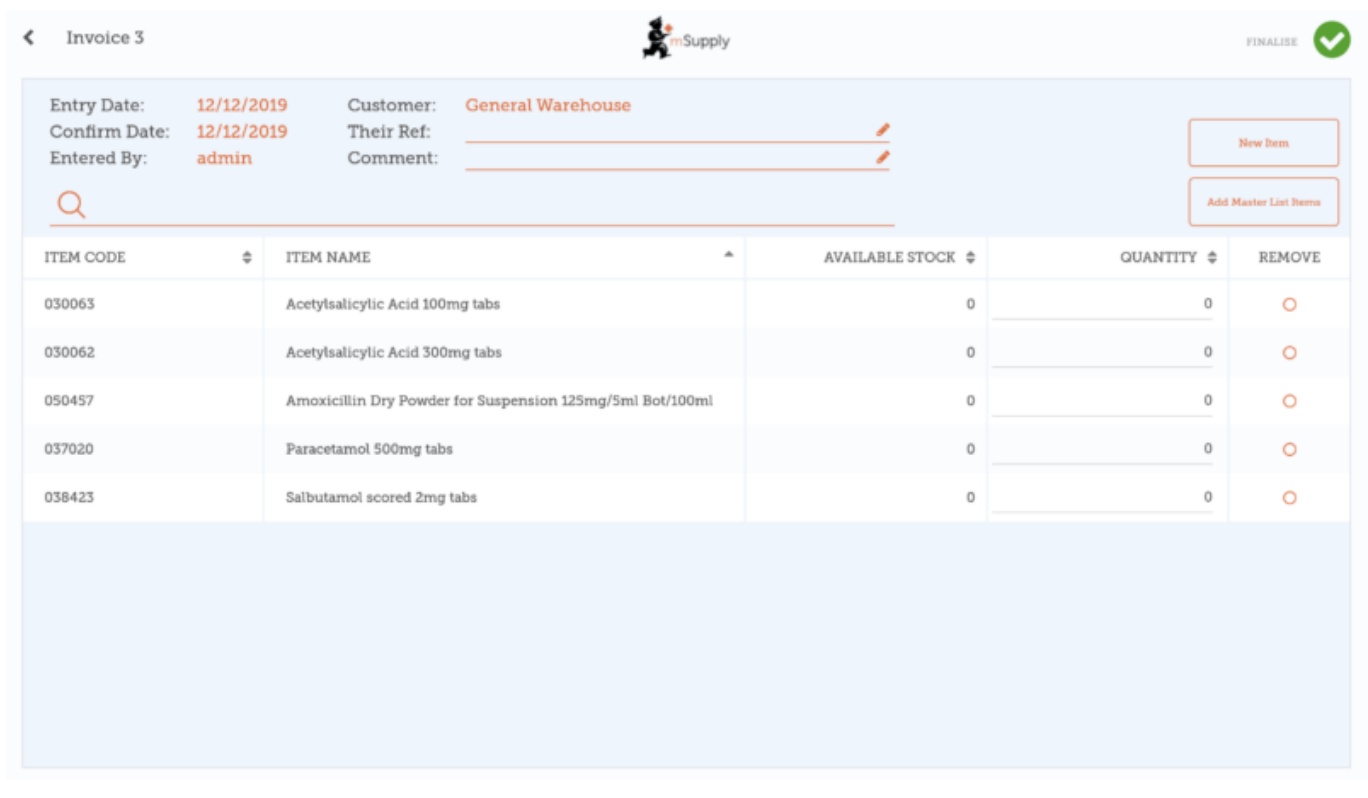 Invoice 3
mSupply
FINALISE
Entry Date: 12/12/2019 Customer: General Warehouse
Confirm Date: 12/12/2019 Their Ref:
Entered By: admin Comment:
New Item
Add Master List Items
ITEM CODE ITEM NAME AVAILABLE STOCK QUANTITY REMOVE
030063 Acetylsalicylic Acid 100mg tabs 0 0
030062 Acetylsalicylic Acid 300mg tabs 0 0
050457 Amoxicillin Dry Powder for Suspension 125mg/5ml Bot/100ml 0 0
037020 Paracetamol 500mg tabs 0 0
038423 Salbutamol scored 2mg tabs 0 0